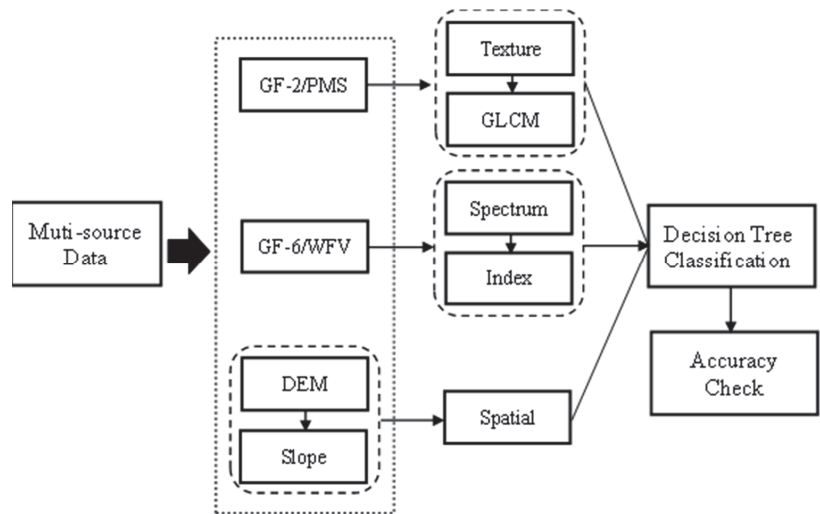 Muti-source
Data
GF-2/PMS
GF-6/WFV
DEM
Slope
Texture
GLCM
Spectrum
Index
Spatial
Decision Tree
Classification
Accuracy
Check